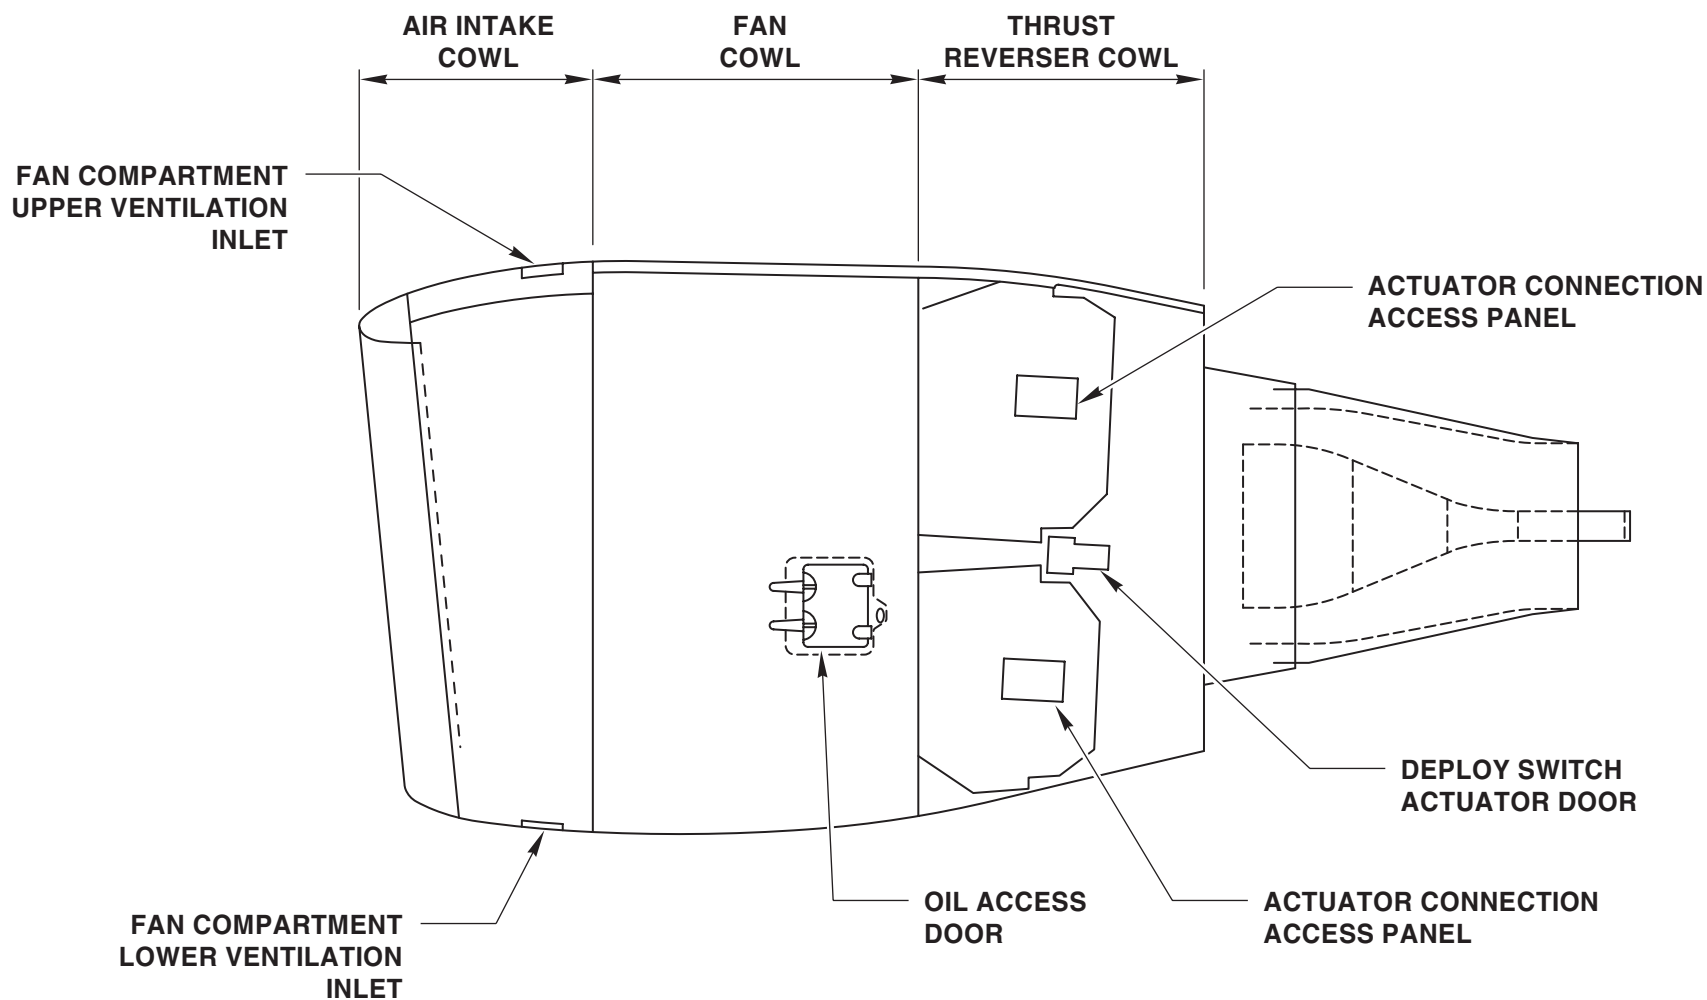 AIR INTAKE
COWL
FAN
COWL
THRUST
REVERSER COWL
FAN COMPARTMENT
UPPER VENTILATION
INLET
ACTUATOR CONNECTION
ACCESS PANEL
DEPLOY SWITCH
ACTUATOR DOOR
OIL ACCESS
DOOR
ACTUATOR CONNECTION
ACCESS PANEL
FAN COMPARTMENT
LOWER VENTILATION
INLET